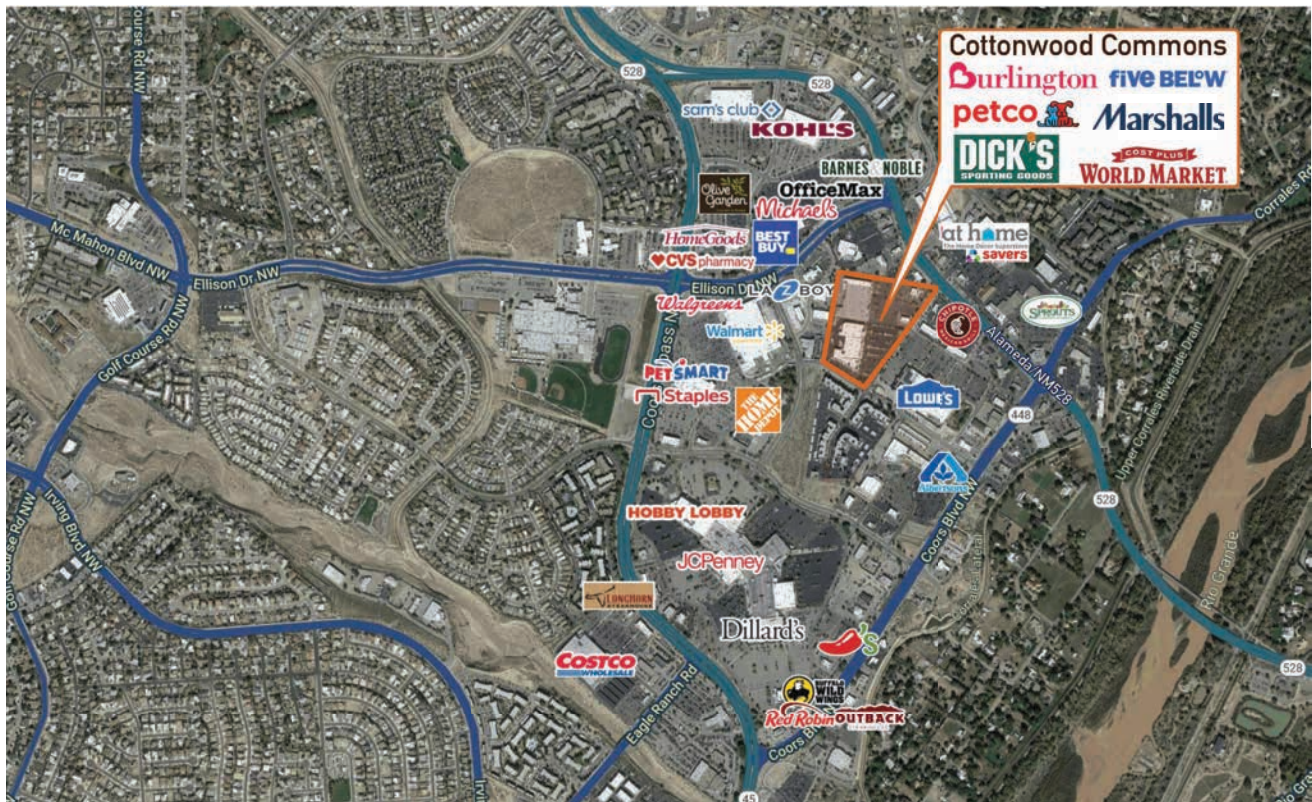 Cottonwood Commons
Burlington
five BELOW
petco
Marshalls
DICK'S
SPORTING GOODS
COST PLUS
WORLD MARKET
528
528
sam's club
KOHL'S
BARNES & NOBLE
Olive Garden
OfficeMax
Michaels
HomeGoods
BEST BUY
CVS pharmacy
at home
The Home Décor Superstore
savers
Corrales Rd
Mc Mahon Blvd NW
Ellison Dr NW
Ellison Dr NW
LA Z BOY
Walgreens
Walmart
CHIPOTLE
SPROUTS
Alameda/NM528
Golf Course Rd NW
PETSMART
Staples
THE HOME DEPOT
LOWE'S
448
Upper Corrales Riverside Drain
Albertsons
Coors Blvd NW
528
HOBBY LOBBY
JCPenney
Rio Grande
Irving Blvd NW
LONGHORN
STEAKHOUSE
Dillard's
CHILI'S
528
COSTCO
WHOLESALE
Eagle Ranch Rd
BUFFALO WILD WINGS
Red Robin
OUTBACK
45